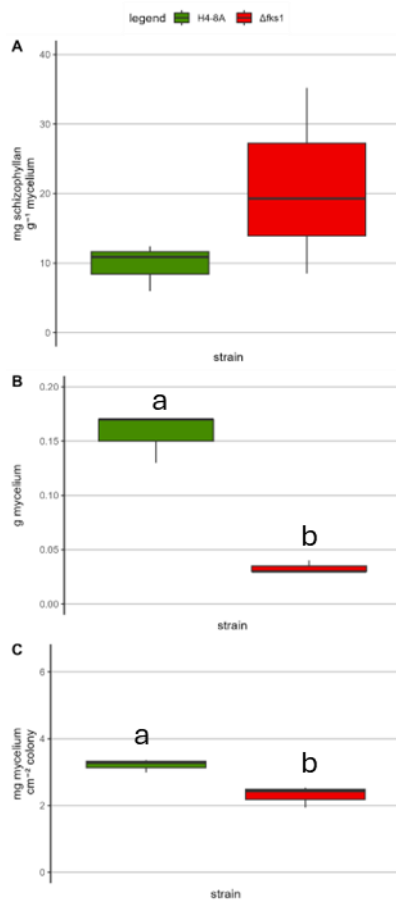 legend H4-8A Δfks1
A
40
30
20
10
0
mg schizophyllan
g⁻¹ mycelium
strain
B
0.20
0.15
0.10
0.05
0.00
g mycelium
a
b
strain
C
6
4
2
0
mg mycelium
cm⁻² colony
a
b
strain